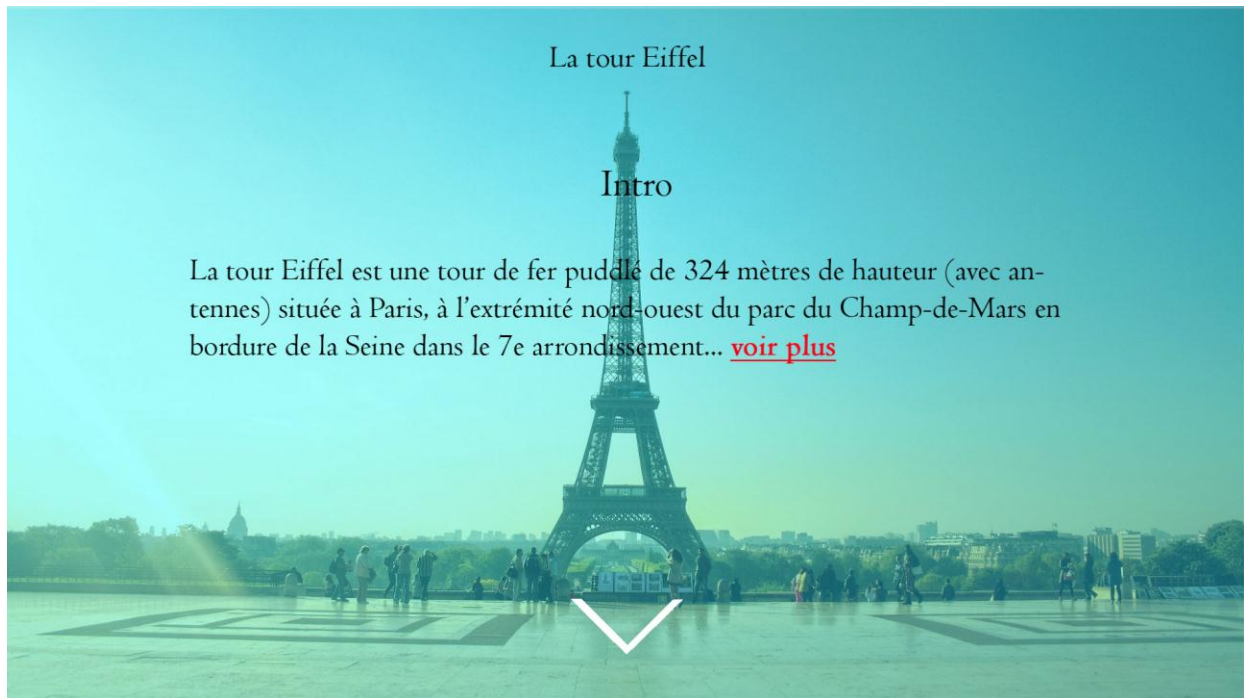 La tour Eiffel
Intro
La tour Eiffel est une tour de fer puddlé de 324 mètres de hauteur (avec an-
tennes) située à Paris, à l’extrémité nord-ouest du parc du Champ-de-Mars en
bordure de la Seine dans le 7e arrondissement... voir plus